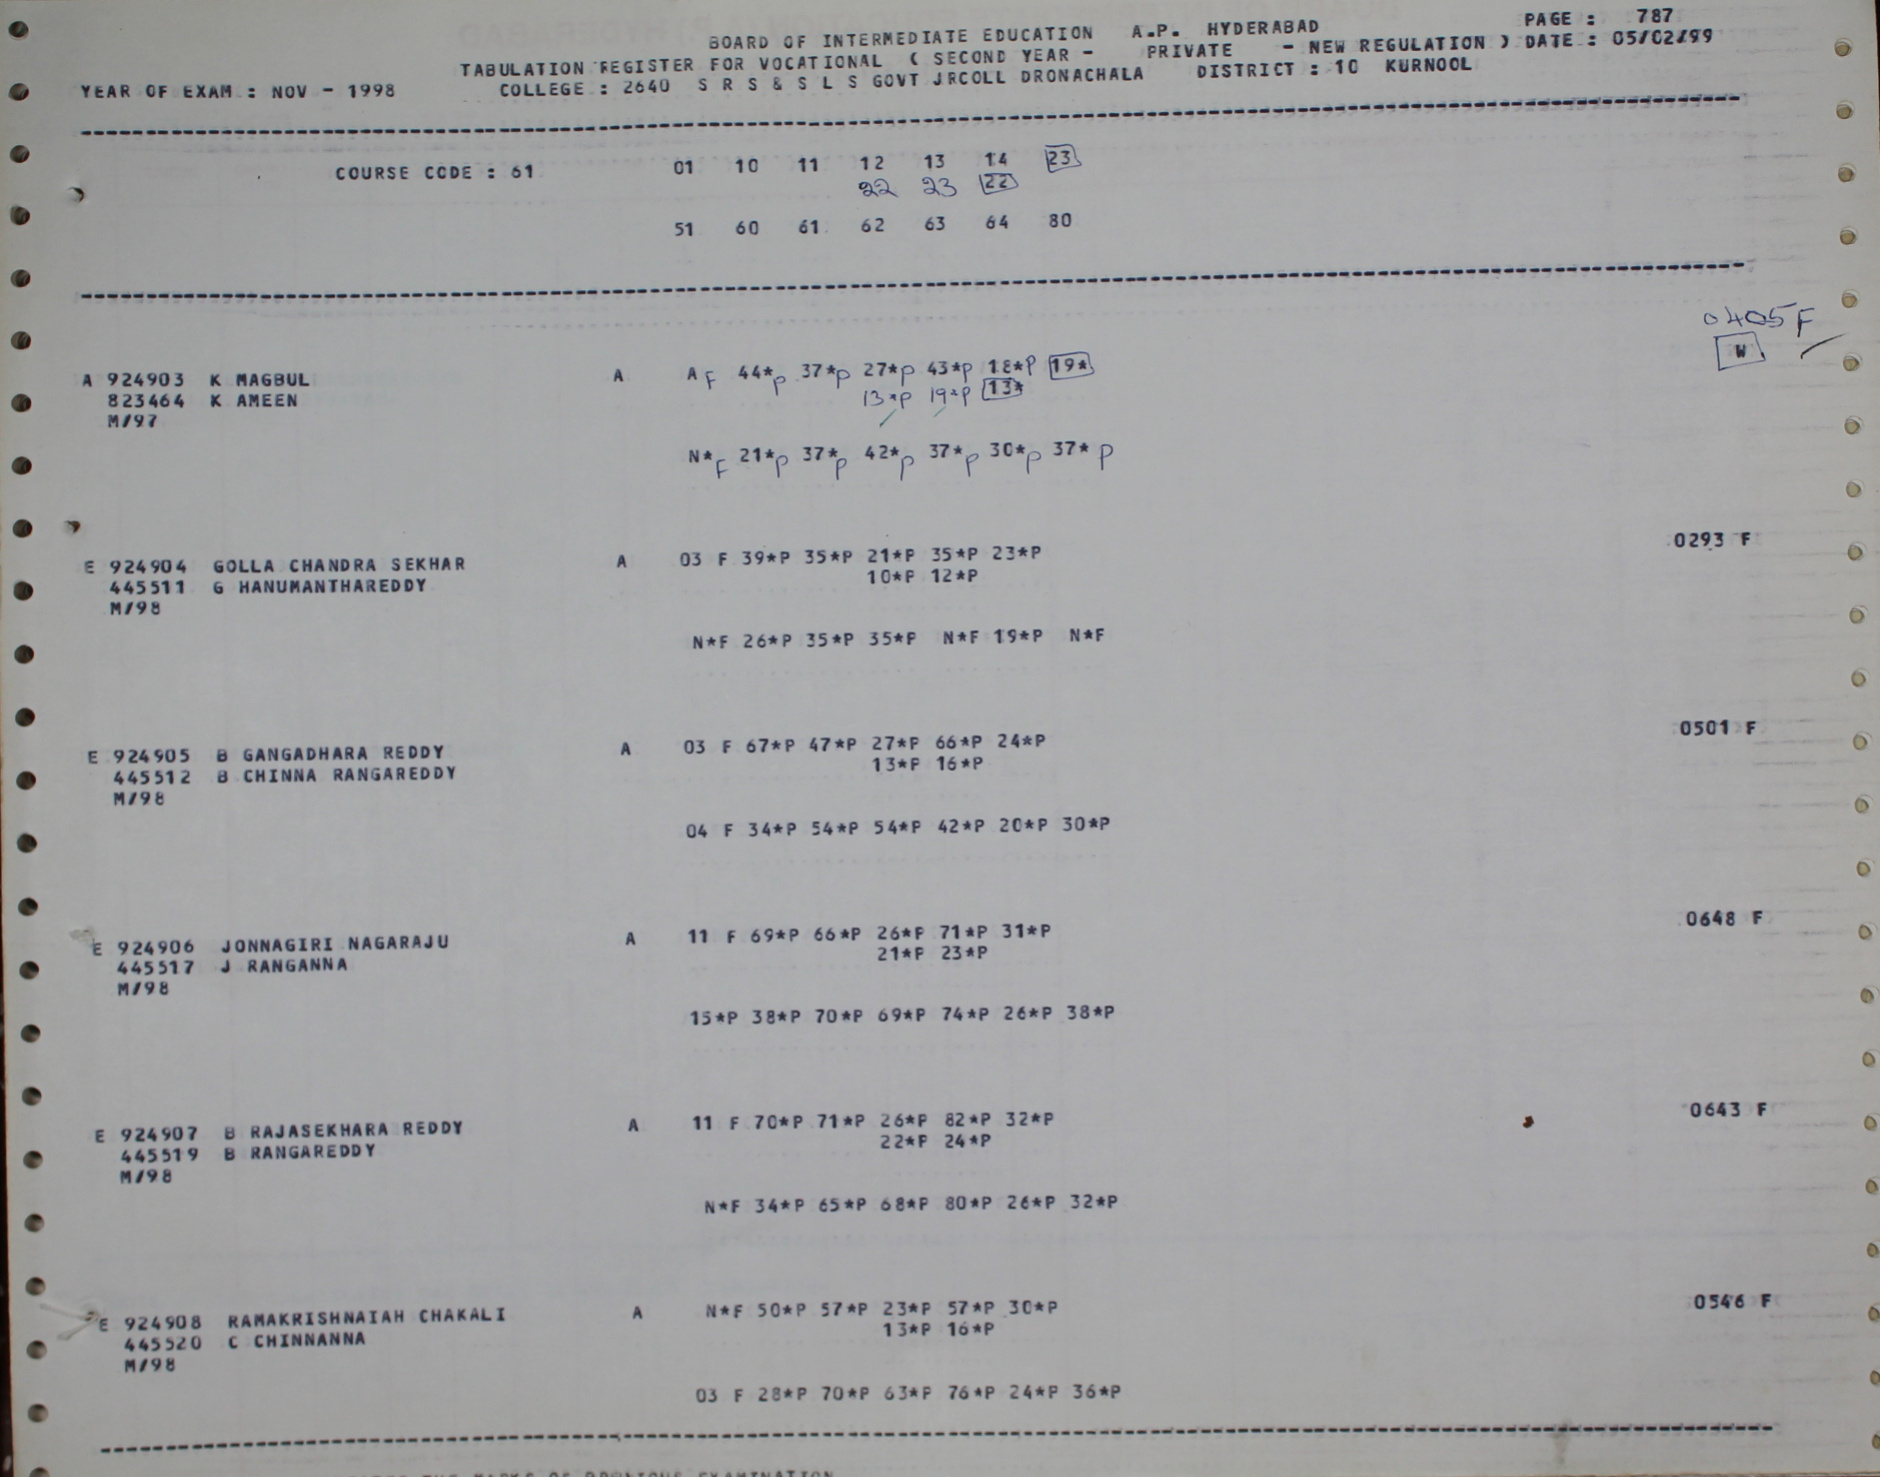 PAGE : 787
BOARD OF INTERMEDIATE EDUCATION A.P. HYDERABAD
TABULATION REGISTER FOR VOCATIONAL ( SECOND YEAR - PRIVATE - NEW REGULATION ) DATE : 05/02/99
YEAR OF EXAM : NOV - 1998 COLLEGE : 2640 S R S & S L S GOVT JRCOLL DRONACHALA DISTRICT : 10 KURNOOL
COURSE CODE : 61 01 10 11 12 13 14 23
22 23 22
51 60 61 62 63 64 80
0405 F
W
A 924903 K MAGBUL A A F 44*P 37*P 27*P 43*P 18*P 19*
823464 K AMEEN 13*P 19*P 13*
M/97
N*F 21*P 37*P 42*P 37*P 30*P 37*P
E 924904 GOLLA CHANDRA SEKHAR A 03 F 39*P 35*P 21*P 35*P 23*P 0293 F
445511 G HANUMANTHAREDDY 10*P 12*P
M/98
N*F 26*P 35*P 35*P N*F 19*P N*F
E 924905 B GANGADHARA REDDY A 03 F 67*P 47*P 27*P 66*P 24*P 0501 F
445512 B CHINNA RANGAREDDY 13*P 16*P
M/98
04 F 34*P 54*P 54*P 42*P 20*P 30*P
E 924906 JONNAGIRI NAGARAJU A 11 F 69*P 66*P 26*P 71*P 31*P 0648 F
445517 J RANGANNA 21*P 23*P
M/98
15*P 38*P 70*P 69*P 74*P 26*P 38*P
E 924907 B RAJASEKHARA REDDY A 11 F 70*P 71*P 26*P 82*P 32*P 0643 F
445519 B RANGAREDDY 22*P 24*P
M/98
N*F 34*P 65*P 68*P 80*P 26*P 32*P
E 924908 RAMAKRISHNAIAH CHAKALI A N*F 50*P 57*P 23*P 57*P 30*P 0546 F
445520 C CHINNANNA 13*P 16*P
M/98
03 F 28*P 70*P 63*P 76*P 24*P 36*P
THE MARKS OF PREVIOUS EXAMINATION